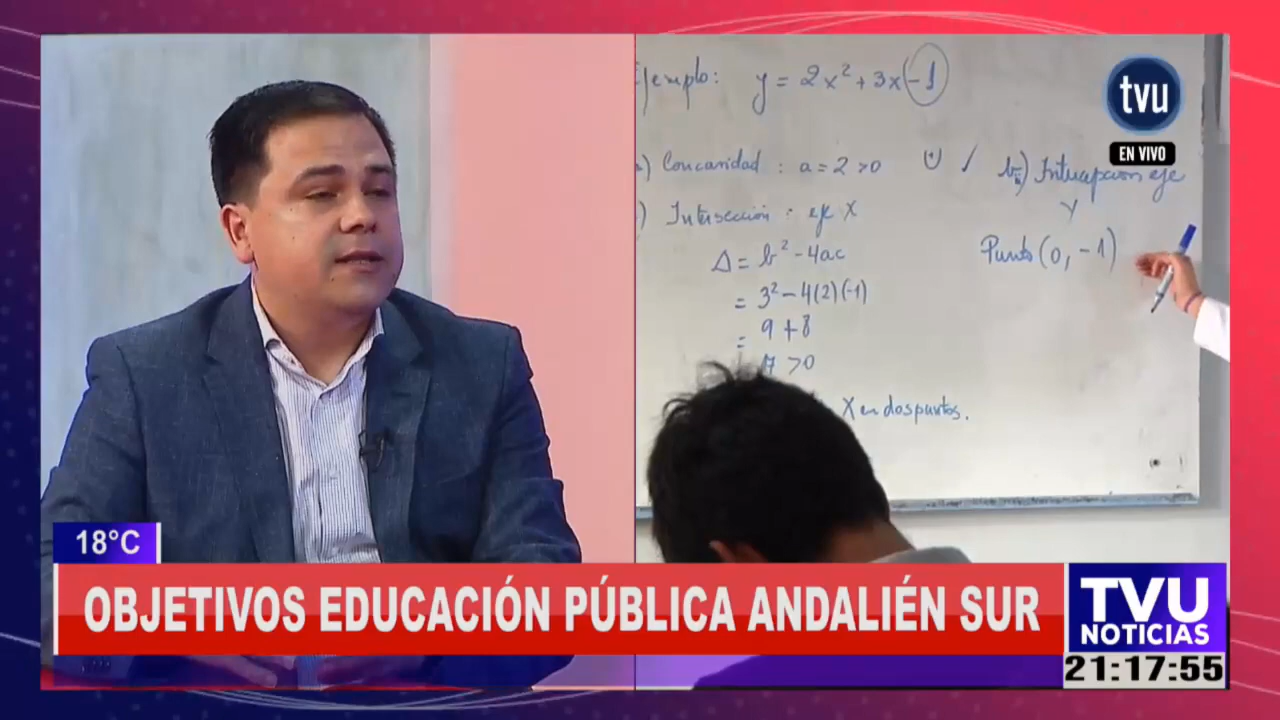 Ejemplo: y = 2x² + 3x - 1
tvu
EN VIVO
) Concavidad : a = 2 > 0 ∪ ✓
b) Intersección eje
Y
) Intersección : eje X
Punto (0, -1)
Δ = b² - 4ac
= 3² - 4(2)(-1)
= 9 + 8
17 > 0
X en dos puntos.
18°C
OBJETIVOS EDUCACIÓN PÚBLICA ANDALIÉN SUR
TVU
NOTICIAS
21:17:55